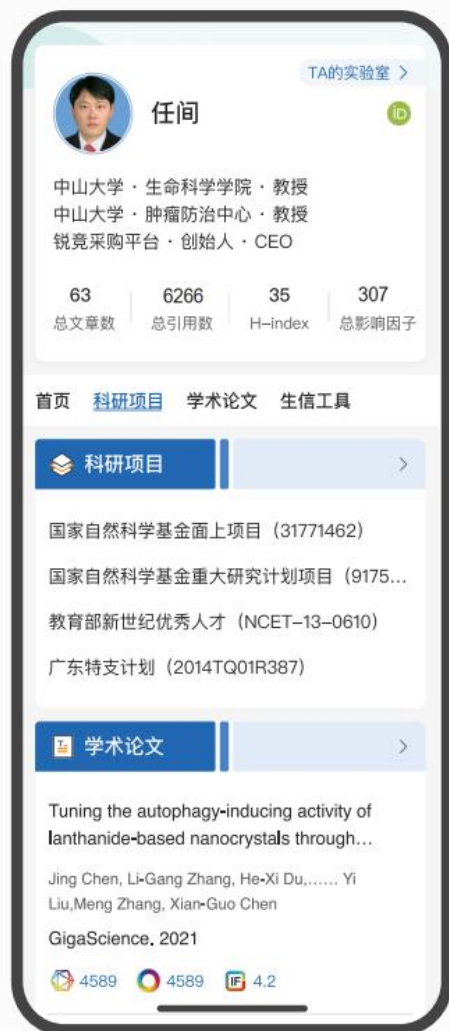 TA的实验室 >
任间
iD
中山大学 · 生命科学学院 · 教授
中山大学 · 肿瘤防治中心 · 教授
锐竞采购平台 · 创始人 · CEO
63 6266 35 307
总文章数 总引用数 H-index 总影响因子
首页 科研项目 学术论文 生信工具
科研项目 >
国家自然科学基金面上项目（31771462）
国家自然科学基金重大研究计划项目（9175...
教育部新世纪优秀人才（NCET-13-0610）
广东特支计划（2014TQ01R387）
学术论文 >
Tuning the autophagy-inducing activity of
lanthanide-based nanocrystals through...
Jing Chen, Li-Gang Zhang, He-Xi Du,...... Yi
Liu,Meng Zhang, Xian-Guo Chen
GigaScience, 2021
4589 4589 IF 4.2